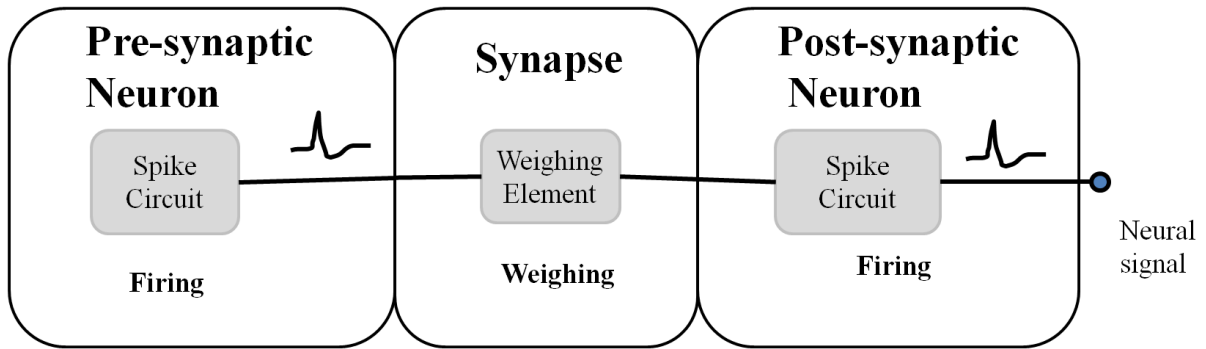 Pre-synaptic
Neuron
Spike
Circuit
Firing
Synapse
Weighing
Element
Weighing
Post-synaptic
Neuron
Spike
Circuit
Firing
Neural
signal